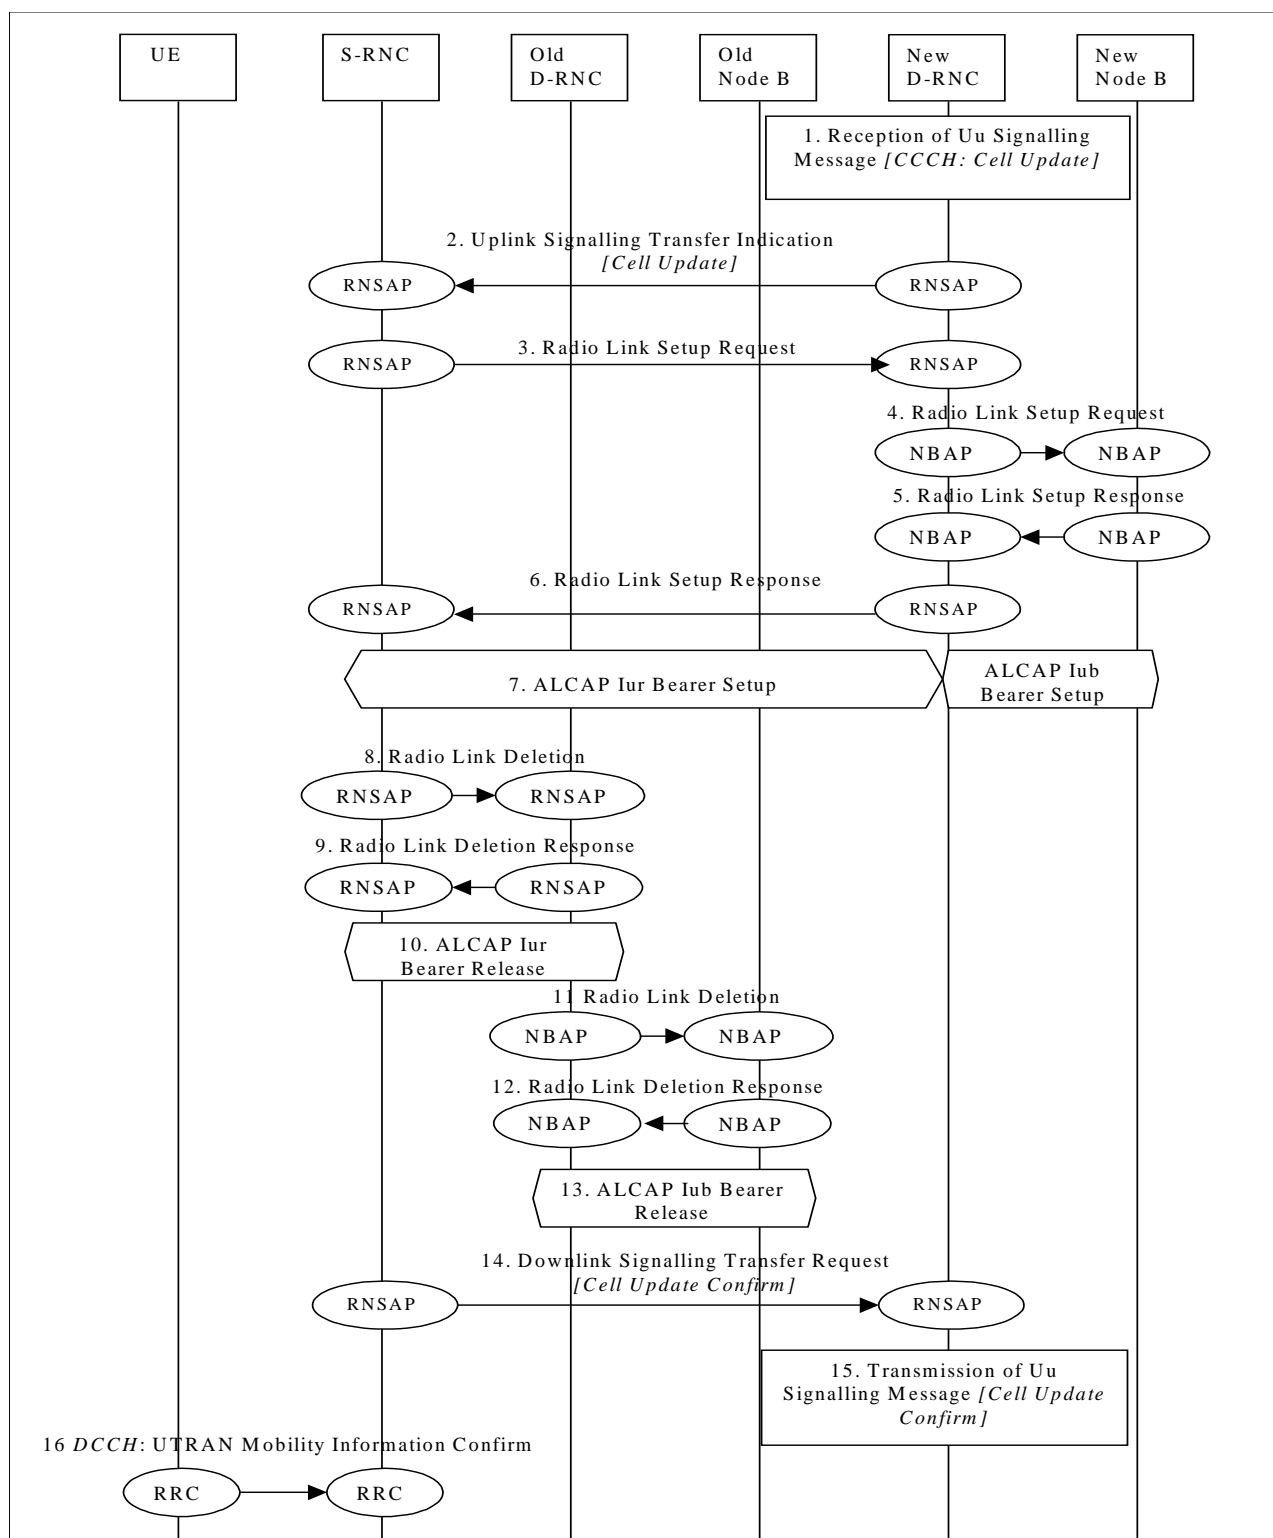 UE
S-RNC
Old
D-RNC
Old
Node B
New
D-RNC
New
Node B
1. Reception of Uu Signalling
Message [CCCH: Cell Update]
2. Uplink Signalling Transfer Indication
[Cell Update]
RNSAP
RNSAP
3. Radio Link Setup Request
RNSAP
RNSAP
4. Radio Link Setup Request
NBAP
NBAP
5. Radio Link Setup Response
NBAP
NBAP
6. Radio Link Setup Response
RNSAP
RNSAP
7. ALCAP Iur Bearer Setup
ALCAP Iub
Bearer Setup
8. Radio Link Deletion
RNSAP
RNSAP
9. Radio Link Deletion Response
RNSAP
RNSAP
10. ALCAP Iur
Bearer Release
11 Radio Link Deletion
NBAP
NBAP
12. Radio Link Deletion Response
NBAP
NBAP
13. ALCAP Iub Bearer
Release
14. Downlink Signalling Transfer Request
[Cell Update Confirm]
RNSAP
RNSAP
15. Transmission of Uu
Signalling Message [Cell Update
Confirm]
16 DCCH: UTRAN Mobility Information Confirm
RRC
RRC